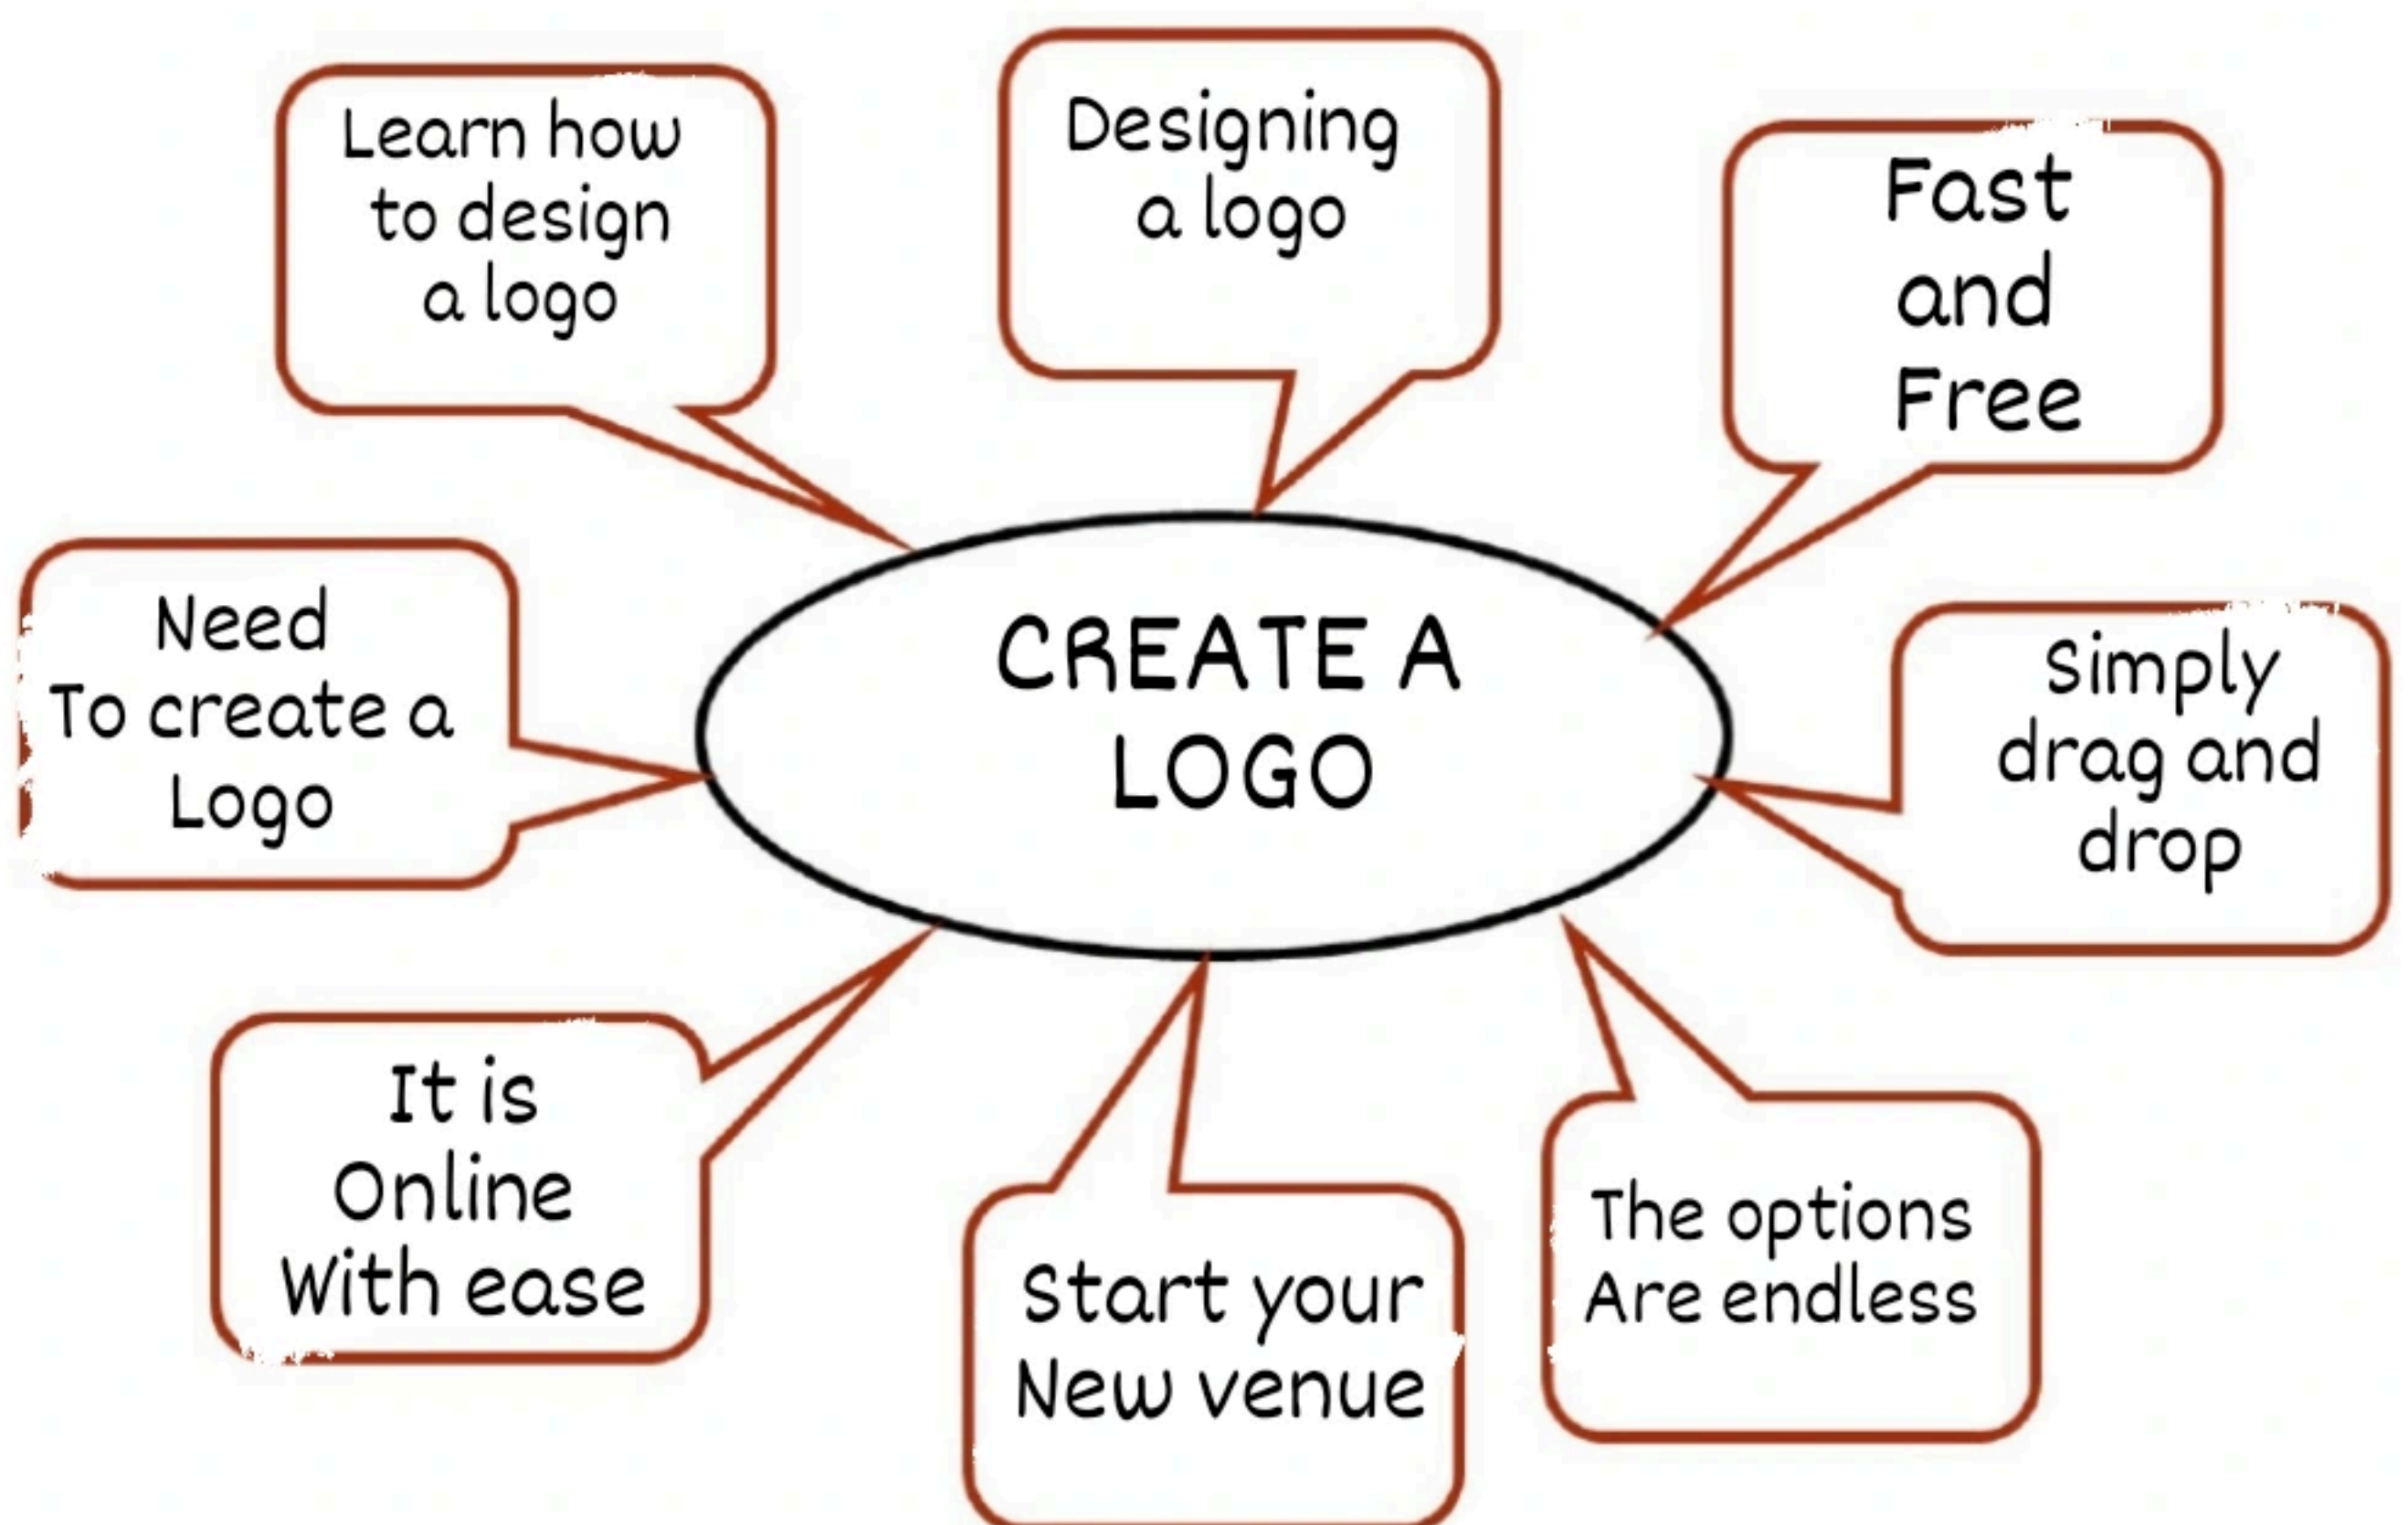 Learn how
to design
a logo
Designing
a logo
Fast
and
Free
Need
To create a
Logo
CREATE A
LOGO
Simply
drag and
drop
It is
Online
With ease
Start your
New venue
The options
Are endless